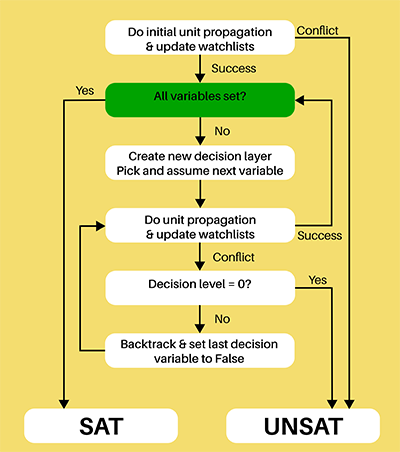 Do initial unit propagation
& update watchlists
Conflict
Success
Yes
All variables set?
No
Create new decision layer
Pick and assume next variable
Do unit propagation
& update watchlists
Success
Conflict
Decision level = 0?
Yes
No
Backtrack & set last decision
variable to False
SAT
UNSAT